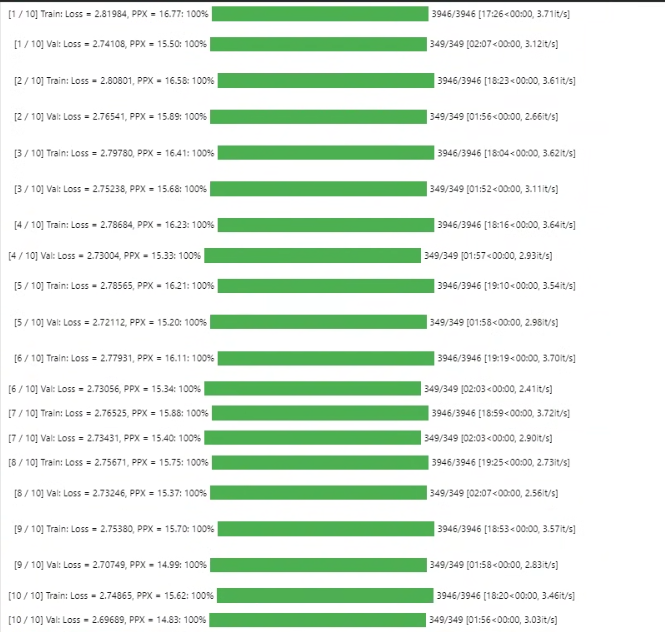 [1 / 10] Train: Loss = 2.81984, PPX = 16.77: 100% 3946/3946 [17:26<00:00, 3.71it/s]
[1 / 10] Val: Loss = 2.74108, PPX = 15.50: 100% 349/349 [02:07<00:00, 3.12it/s]
[2 / 10] Train: Loss = 2.80801, PPX = 16.58: 100% 3946/3946 [18:23<00:00, 3.61it/s]
[2 / 10] Val: Loss = 2.76541, PPX = 15.89: 100% 349/349 [01:56<00:00, 2.66it/s]
[3 / 10] Train: Loss = 2.79780, PPX = 16.41: 100% 3946/3946 [18:04<00:00, 3.62it/s]
[3 / 10] Val: Loss = 2.75238, PPX = 15.68: 100% 349/349 [01:52<00:00, 3.11it/s]
[4 / 10] Train: Loss = 2.78684, PPX = 16.23: 100% 3946/3946 [18:16<00:00, 3.64it/s]
[4 / 10] Val: Loss = 2.73004, PPX = 15.33: 100% 349/349 [01:57<00:00, 2.93it/s]
[5 / 10] Train: Loss = 2.78565, PPX = 16.21: 100% 3946/3946 [19:10<00:00, 3.54it/s]
[5 / 10] Val: Loss = 2.72112, PPX = 15.20: 100% 349/349 [01:58<00:00, 2.98it/s]
[6 / 10] Train: Loss = 2.77931, PPX = 16.11: 100% 3946/3946 [19:19<00:00, 3.70it/s]
[6 / 10] Val: Loss = 2.73056, PPX = 15.34: 100% 349/349 [02:03<00:00, 2.41it/s]
[7 / 10] Train: Loss = 2.76525, PPX = 15.88: 100% 3946/3946 [18:59<00:00, 3.72it/s]
[7 / 10] Val: Loss = 2.73431, PPX = 15.40: 100% 349/349 [02:03<00:00, 2.90it/s]
[8 / 10] Train: Loss = 2.75671, PPX = 15.75: 100% 3946/3946 [19:25<00:00, 2.73it/s]
[8 / 10] Val: Loss = 2.73246, PPX = 15.37: 100% 349/349 [02:07<00:00, 2.56it/s]
[9 / 10] Train: Loss = 2.75380, PPX = 15.70: 100% 3946/3946 [18:53<00:00, 3.57it/s]
[9 / 10] Val: Loss = 2.70749, PPX = 14.99: 100% 349/349 [01:58<00:00, 2.83it/s]
[10 / 10] Train: Loss = 2.74865, PPX = 15.62: 100% 3946/3946 [18:20<00:00, 3.46it/s]
[10 / 10] Val: Loss = 2.69689, PPX = 14.83: 100% 349/349 [01:56<00:00, 3.03it/s]